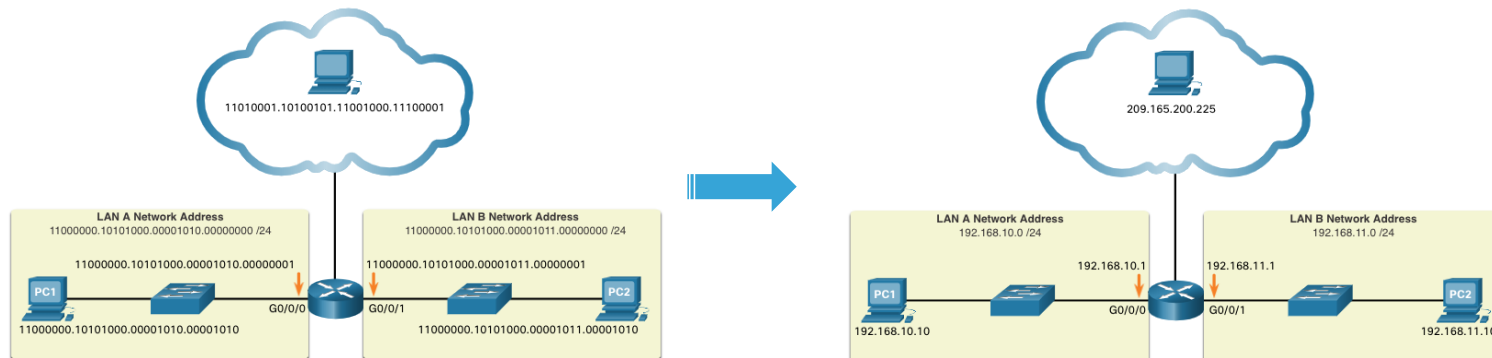 11010001.10100101.11001000.11100001
LAN A Network Address
11000000.10101000.00001010.00000000 /24
LAN B Network Address
11000000.10101000.00001011.00000000 /24
11000000.10101000.00001010.00000001
11000000.10101000.00001011.00000001
PC1
PC2
G0/0/0
G0/0/1
11000000.10101000.00001010.00001010
11000000.10101000.00001011.00001010
209.165.200.225
LAN A Network Address
192.168.10.0 /24
LAN B Network Address
192.168.11.0 /24
192.168.10.1
192.168.11.1
PC1
PC2
G0/0/0
G0/0/1
192.168.10.10
192.168.11.10